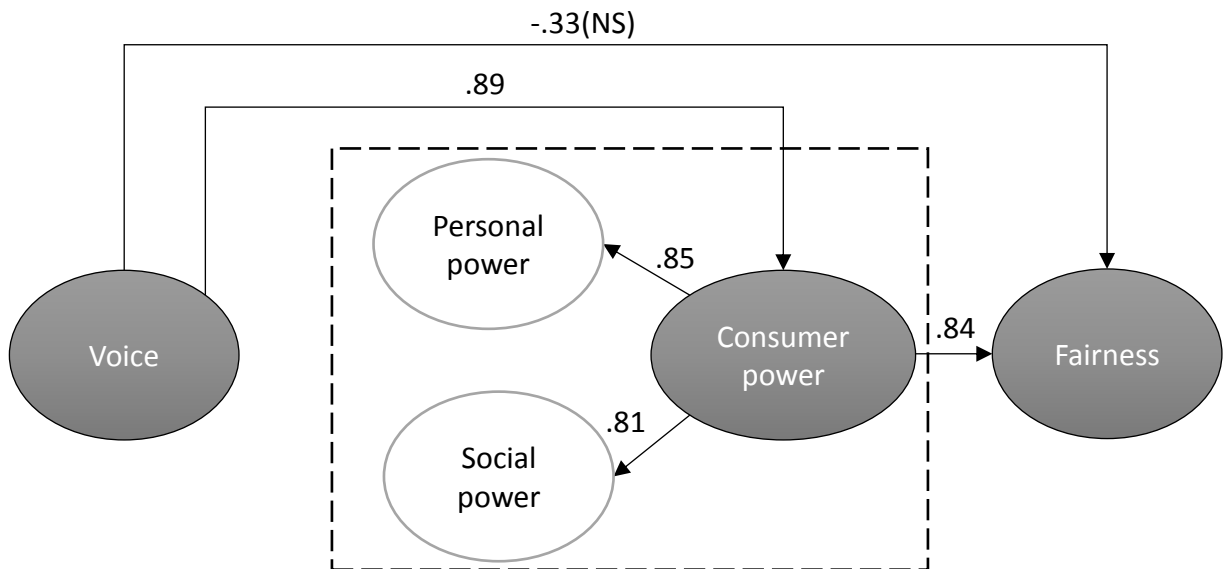 -.33(NS)
.89
Personal
power
.85
Voice
Consumer
power
.84
Fairness
.81
Social
power